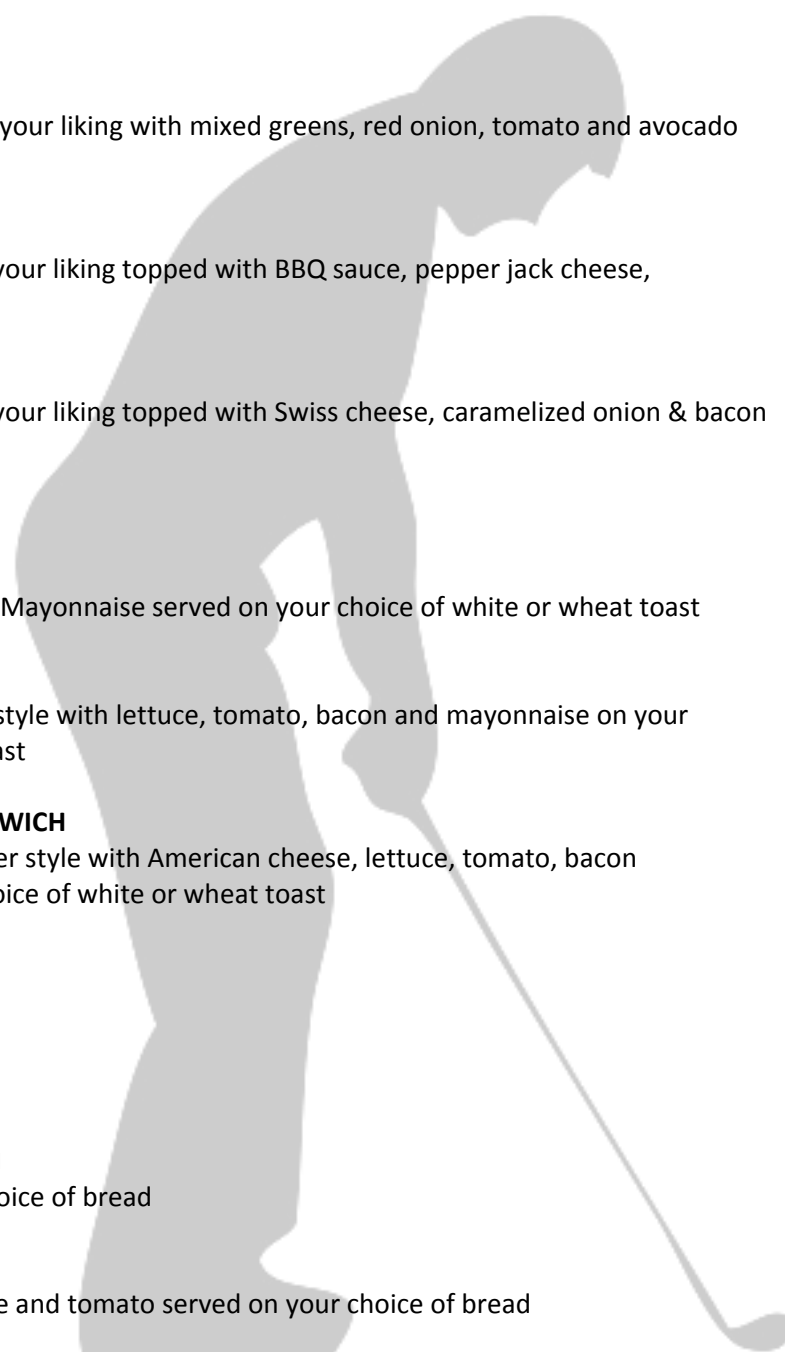 your liking with mixed greens, red onion, tomato and avocado
your liking topped with BBQ sauce, pepper jack cheese,
your liking topped with Swiss cheese, caramelized onion & bacon
Mayonnaise served on your choice of white or wheat toast
style with lettuce, tomato, bacon and mayonnaise on your
WICH
er style with American cheese, lettuce, tomato, bacon
oice of white or wheat toast
oice of bread
and tomato served on your choice of bread